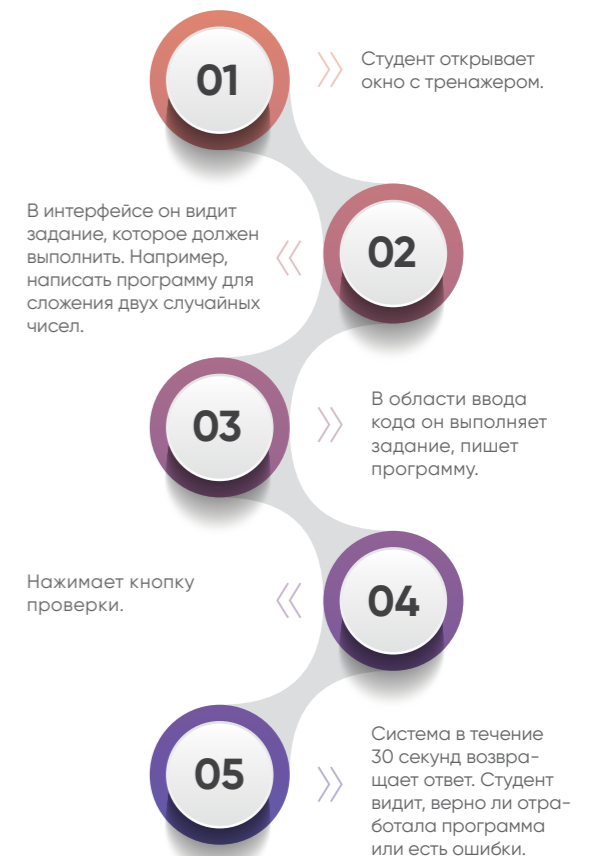 01
Студент открывает
окно с тренажером.
В интерфейсе он видит
задание, которое должен
выполнить. Например,
написать программу для
сложения двух случайных
чисел.
02
03
В области ввода
кода он выполняет
задание, пишет
программу.
Нажимает кнопку
проверки.
04
05
Система в течение
30 секунд возвра-
щает ответ. Студент
видит, верно ли отра-
ботала программа
или есть ошибки.